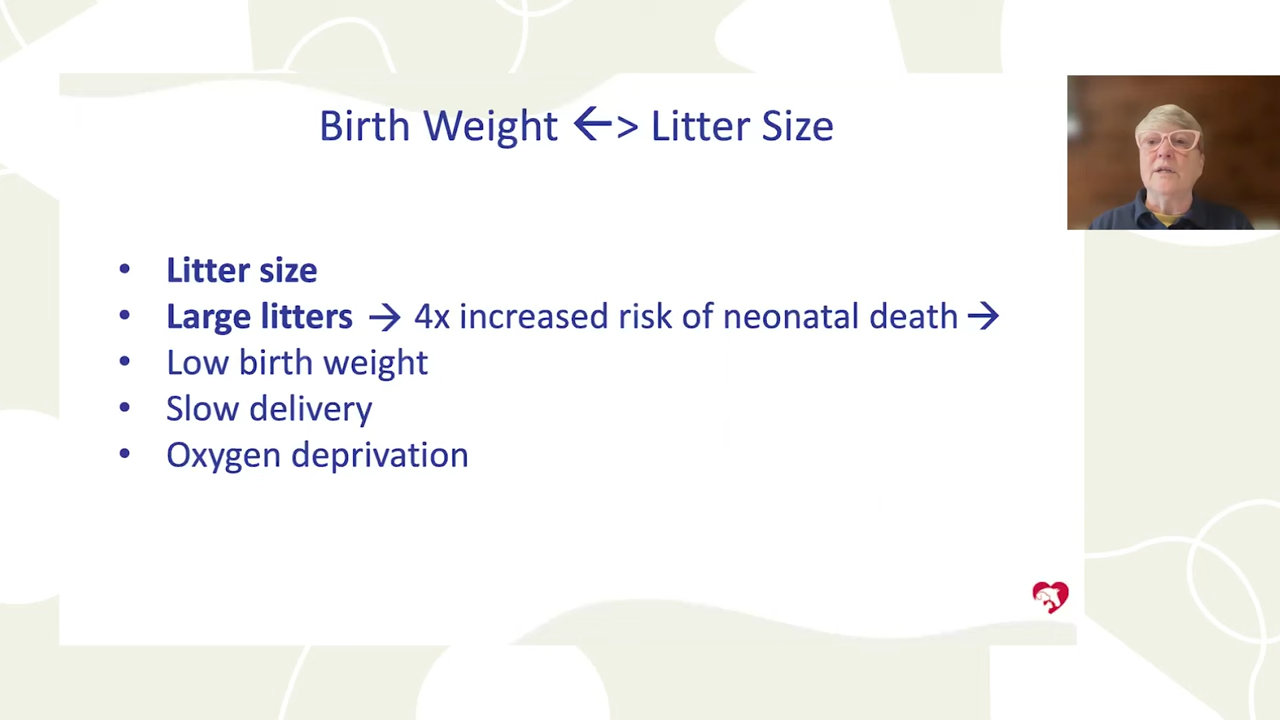 Birth Weight ←> Litter Size
• Litter size
• Large litters → 4x increased risk of neonatal death →
• Low birth weight
• Slow delivery
• Oxygen deprivation